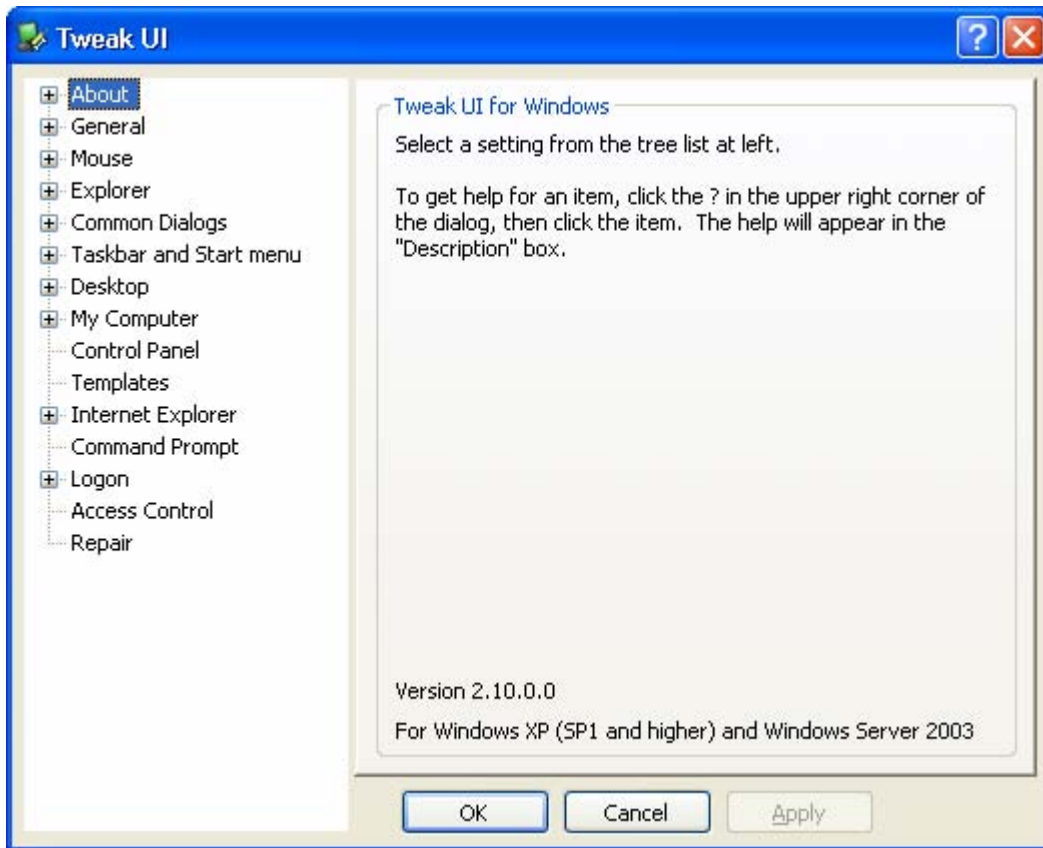 Tweak UI
About
General
Mouse
Explorer
Common Dialogs
Taskbar and Start menu
Desktop
My Computer
Control Panel
Templates
Internet Explorer
Command Prompt
Logon
Access Control
Repair
Tweak UI for Windows
Select a setting from the tree list at left.
To get help for an item, click the ? in the upper right corner of
the dialog, then click the item.  The help will appear in the
"Description" box.
Version 2.10.0.0
For Windows XP (SP1 and higher) and Windows Server 2003
OK
Cancel
Apply